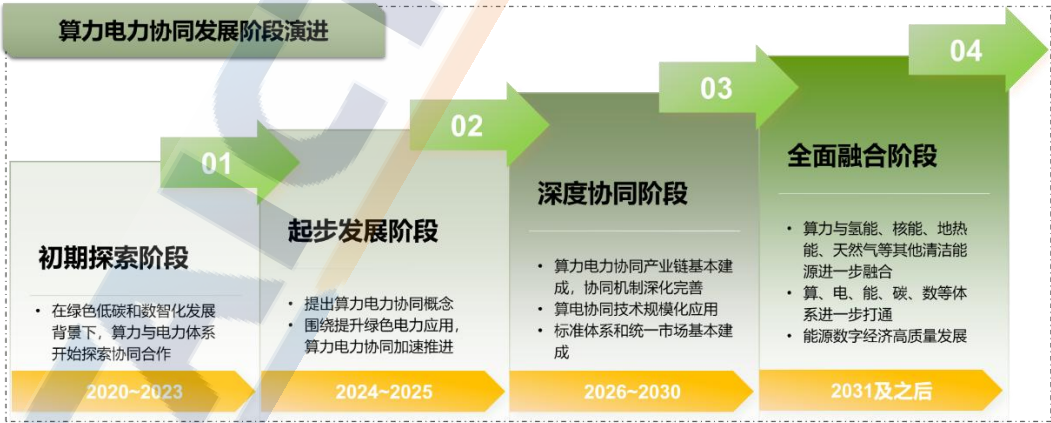 算力电力协同发展阶段演进
01
初期探索阶段
• 在绿色低碳和数智化发展
背景下，算力与电力体系
开始探索协同合作
2020~2023
02
起步发展阶段
• 提出算力电力协同概念
• 围绕提升绿色电力应用，
算力电力协同加速推进
2024~2025
03
深度协同阶段
• 算力电力协同产业链基本建
成，协同机制深化完善
• 算电协同技术规模化应用
• 标准体系和统一市场基本建
成
2026~2030
04
全面融合阶段
• 算力与氢能、核能、地热
能、天然气等其他清洁能
源进一步融合
• 算、电、能、碳、数等体
系进一步打通
• 能源数字经济高质量发展
2031及之后